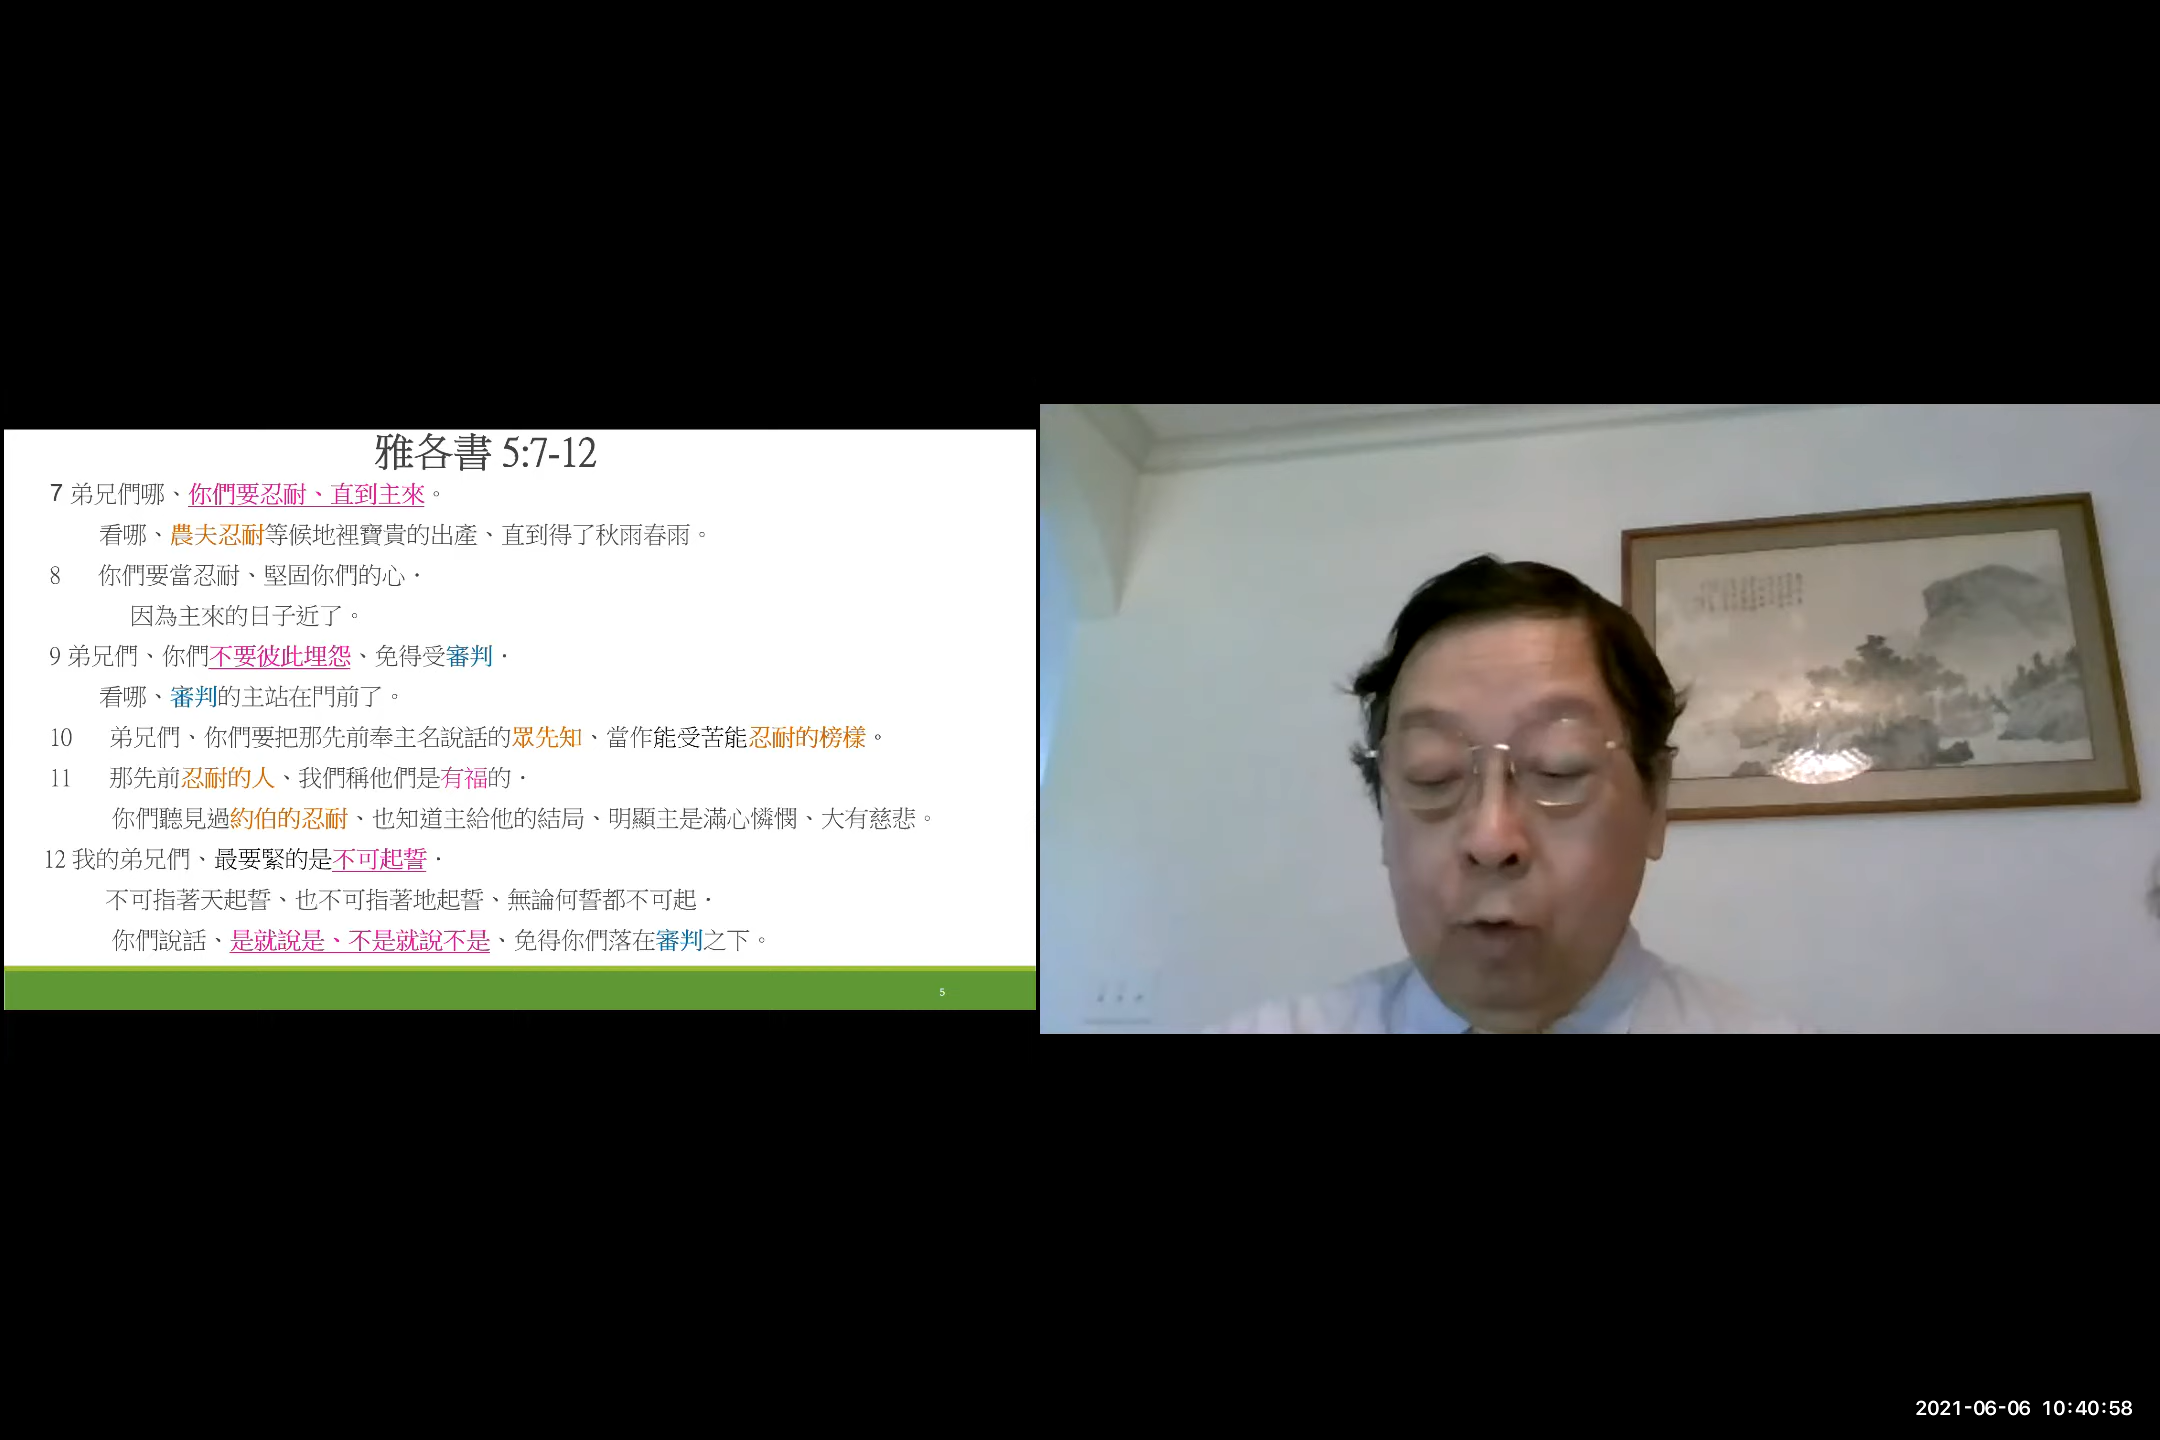 雅各書 5:7-12
7 弟兄們哪、你們要忍耐、直到主來。
看哪、農夫忍耐等候地裡寶貴的出產、直到得了秋雨春雨。
8 你們要當忍耐、堅固你們的心．
因為主來的日子近了。
9 弟兄們、你們不要彼此埋怨、免得受審判．
看哪、審判的主站在門前了。
10 弟兄們、你們要把那先前奉主名說話的眾先知、當作能受苦能忍耐的榜樣。
11 那先前忍耐的人、我們稱他們是有福的．
你們聽見過約伯的忍耐、也知道主給他的結局、明顯主是滿心憐憫、大有慈悲。
12 我的弟兄們、最要緊的是不可起誓．
不可指著天起誓、也不可指著地起誓、無論何誓都不可起．
你們說話、是就說是、不是就說不是、免得你們落在審判之下。
5
2021-06-06 10:40:58